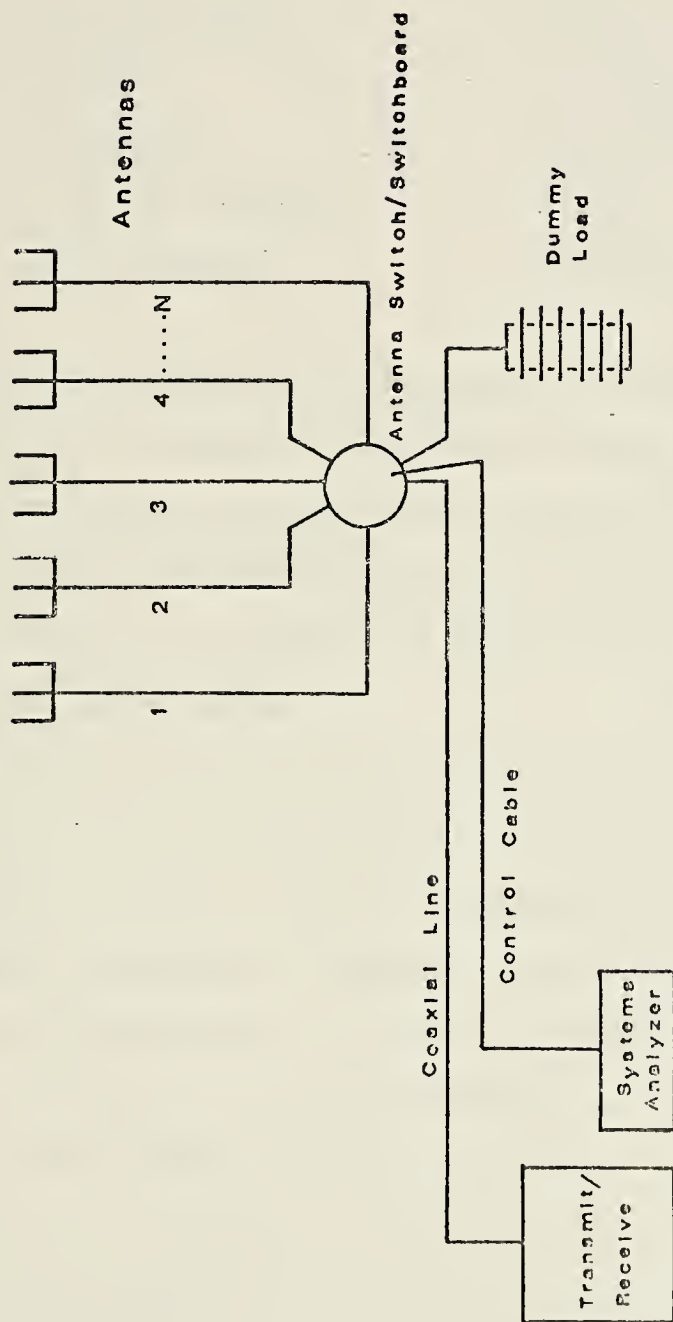 Antennas
1
2
3
4 .....N
Antenna Switch/Switchboard
Dummy
Load
Coaxial Line
Control Cable
Systems
Analyzer
Transmit/
Receive